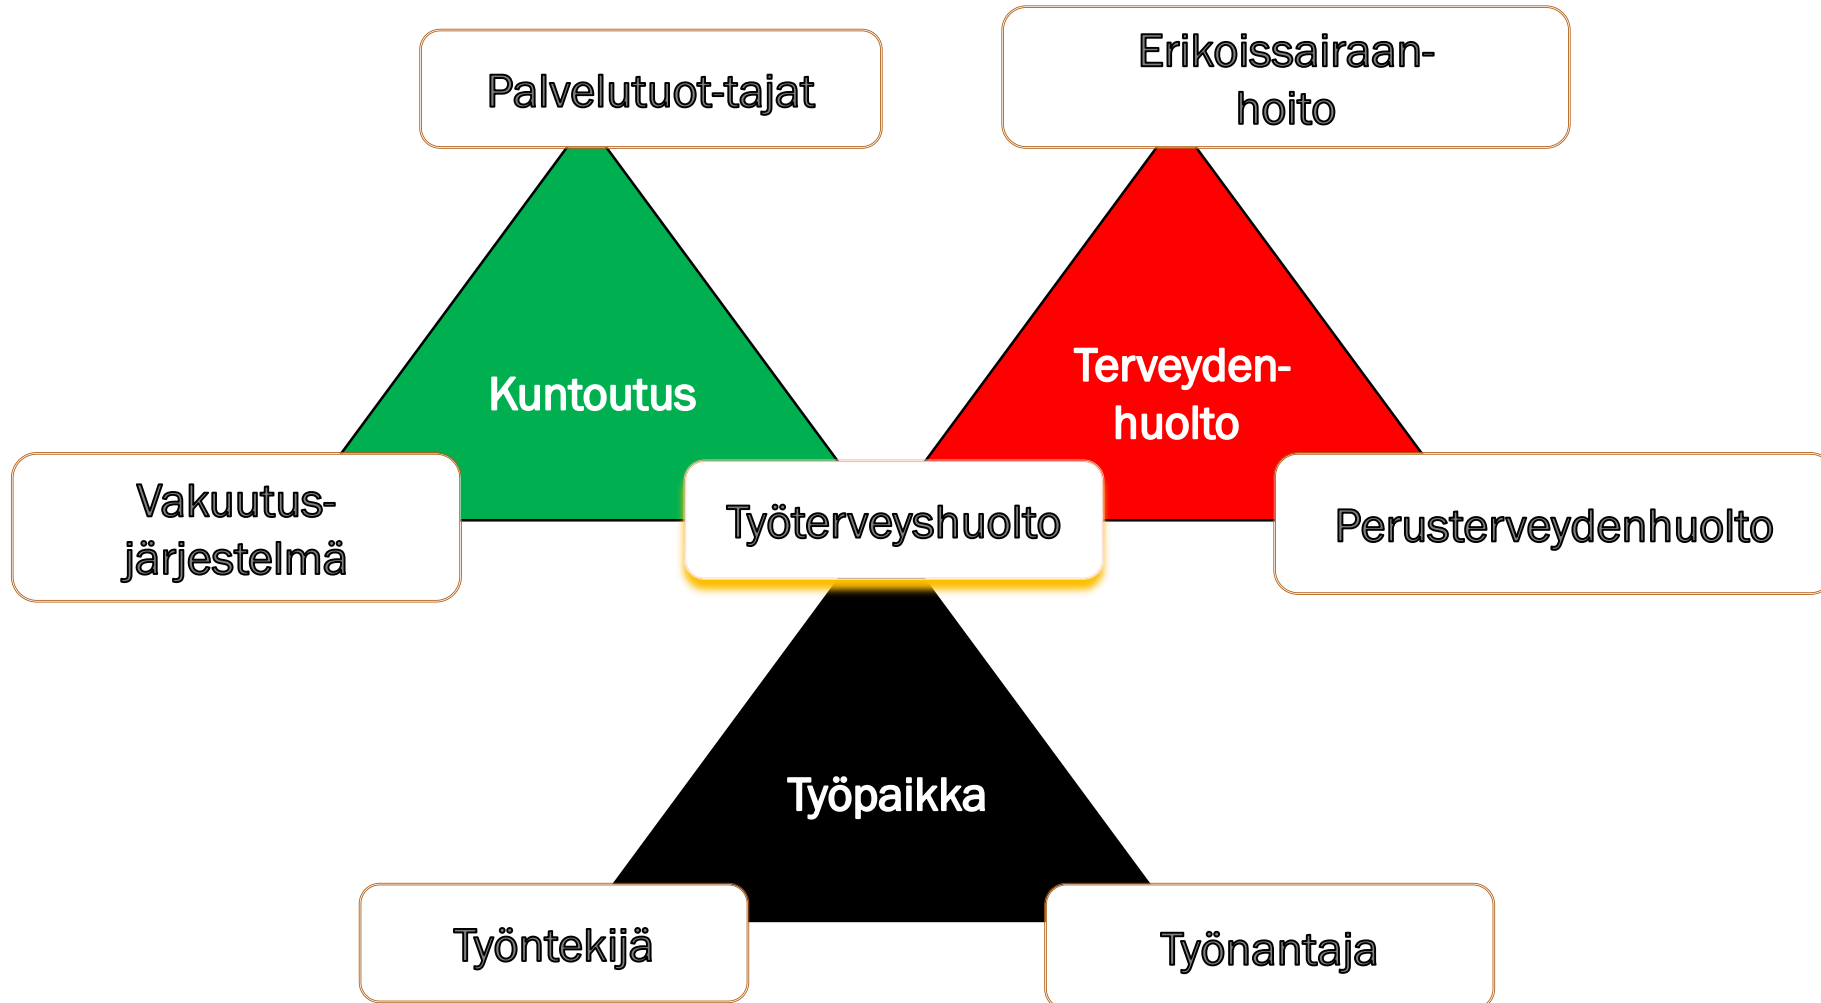 Palvelutuot-tajat
Erikoissairaan-
hoito
Kuntoutus
Terveyden-
huolto
Vakuutus-
järjestelmä
Työterveyshuolto
Perusterveydenhuolto
Työpaikka
Työntekijä
Työnantaja